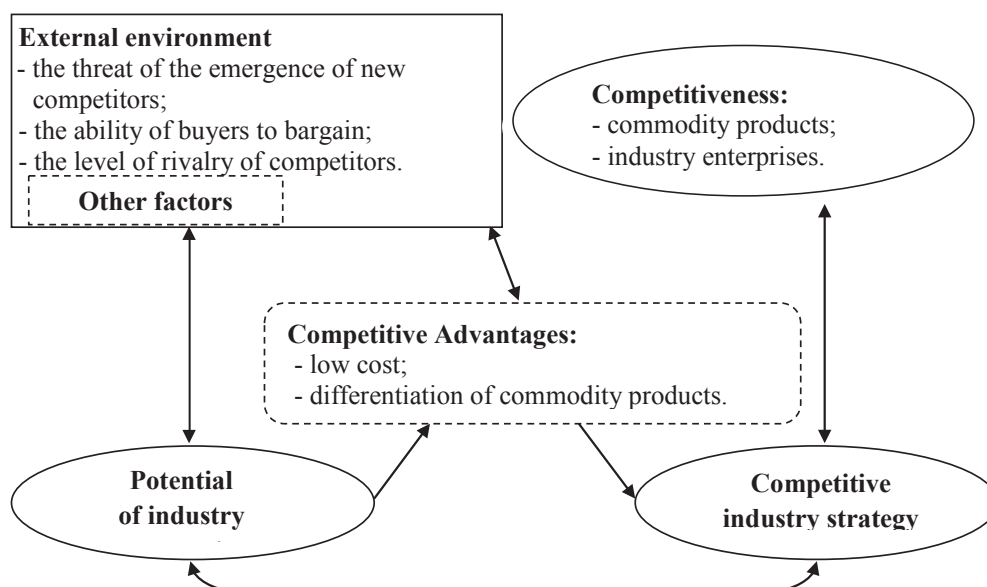 External environment
- the threat of the emergence of new
competitors;
- the ability of buyers to bargain;
- the level of rivalry of competitors.
Other factors
Competitiveness:
- commodity products;
- industry enterprises.
Competitive Advantages:
- low cost;
- differentiation of commodity products.
Potential
of industry
Competitive
industry strategy